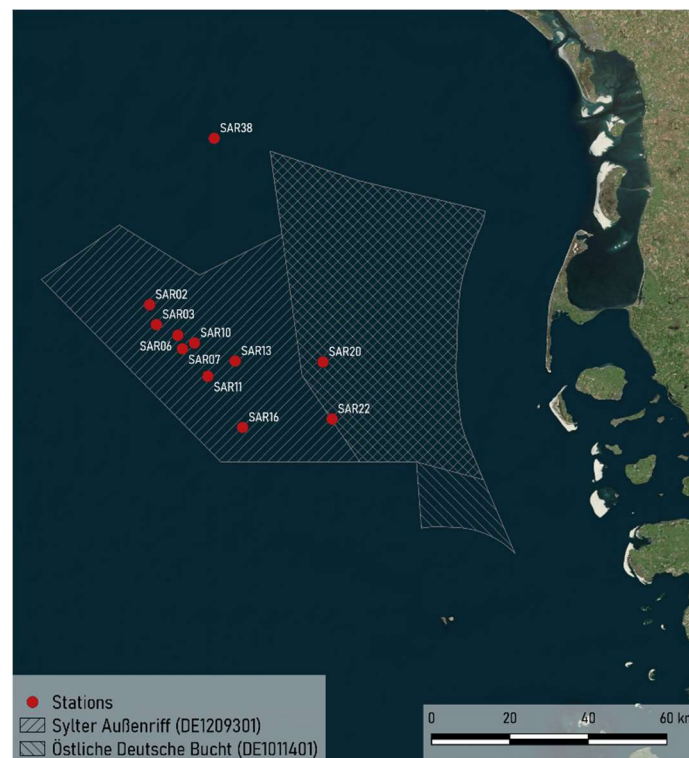 SAR38
SAR02
SAR03
SAR10
SAR06
SAR07
SAR13
SAR20
SAR11
SAR22
SAR16
Stations
Sylter Außenriff (DE1209301)
Östliche Deutsche Bucht (DE1011401)
0 20 40 60 km